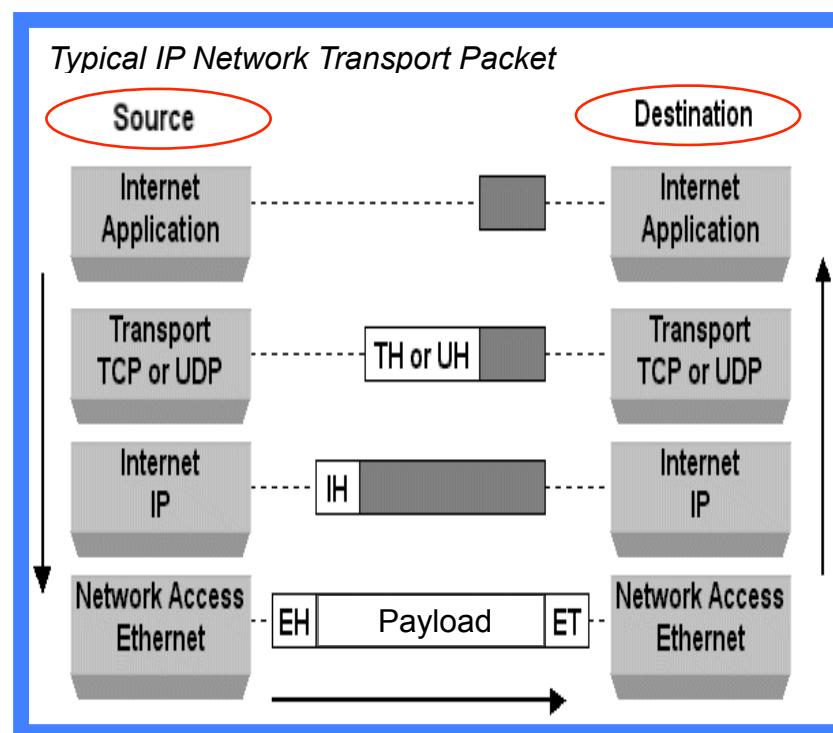 Typical IP Network Transport Packet
Source
Destination
Internet
Application
Internet
Application
Transport
TCP or UDP
TH or UH
Transport
TCP or UDP
Internet
IP
IH
Internet
IP
Network Access
Ethernet
EH
Payload
ET
Network Access
Ethernet